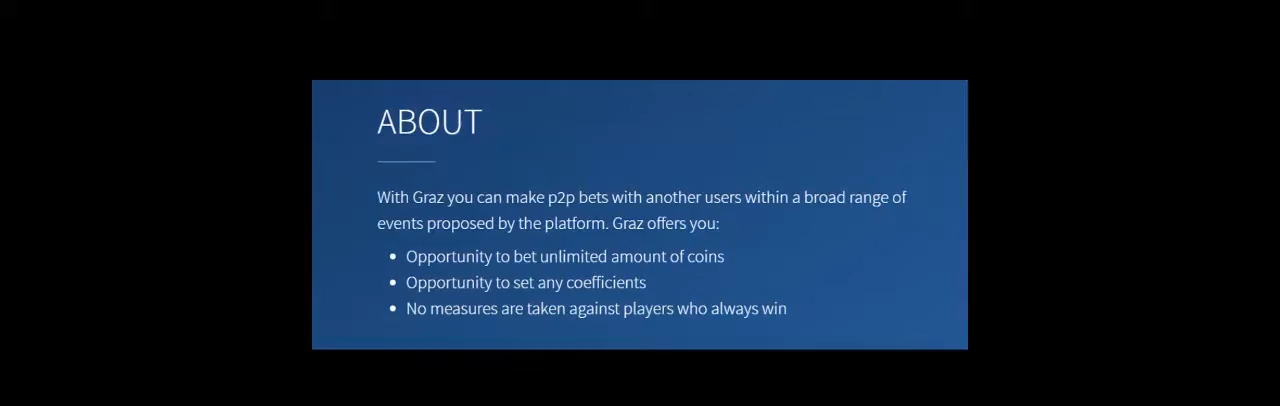 ABOUT
With Graz you can make p2p bets with another users within a broad range of
events proposed by the platform. Graz offers you:
• Opportunity to bet unlimited amount of coins
• Opportunity to set any coefficients
• No measures are taken against players who always win